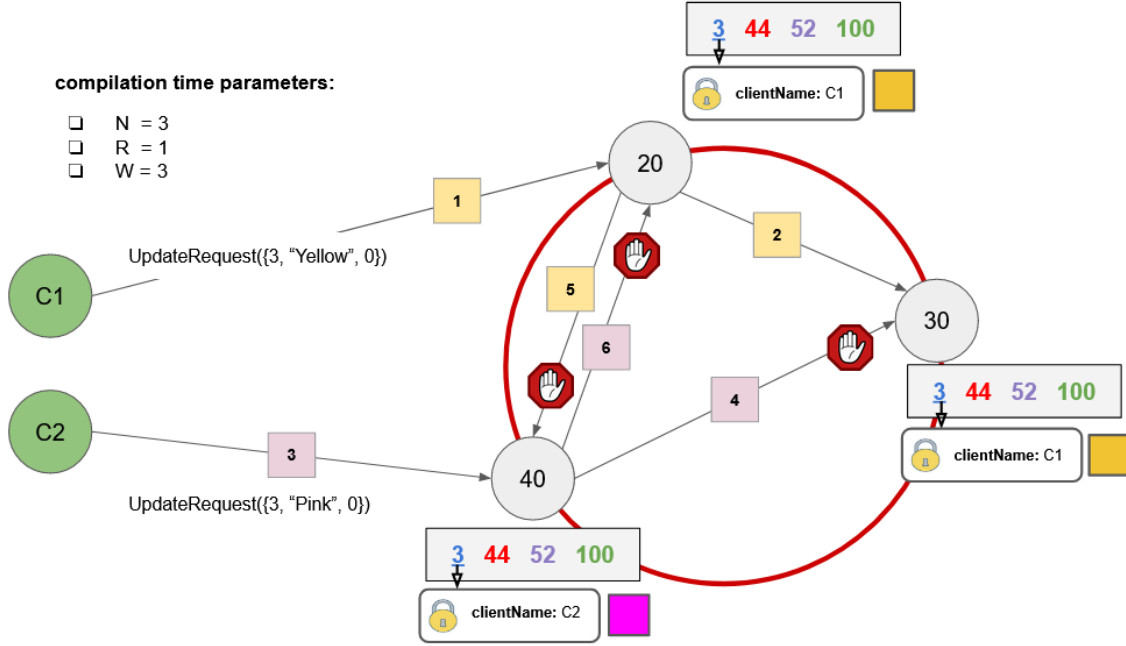 3 44 52 100
clientName: C1
compilation time parameters:
N = 3
R = 1
W = 3
20
1
2
UpdateRequest({3, “Yellow”, 0})
C1
5
30
6
3 44 52 100
4
C2
clientName: C1
3
40
UpdateRequest({3, “Pink”, 0})
3 44 52 100
clientName: C2